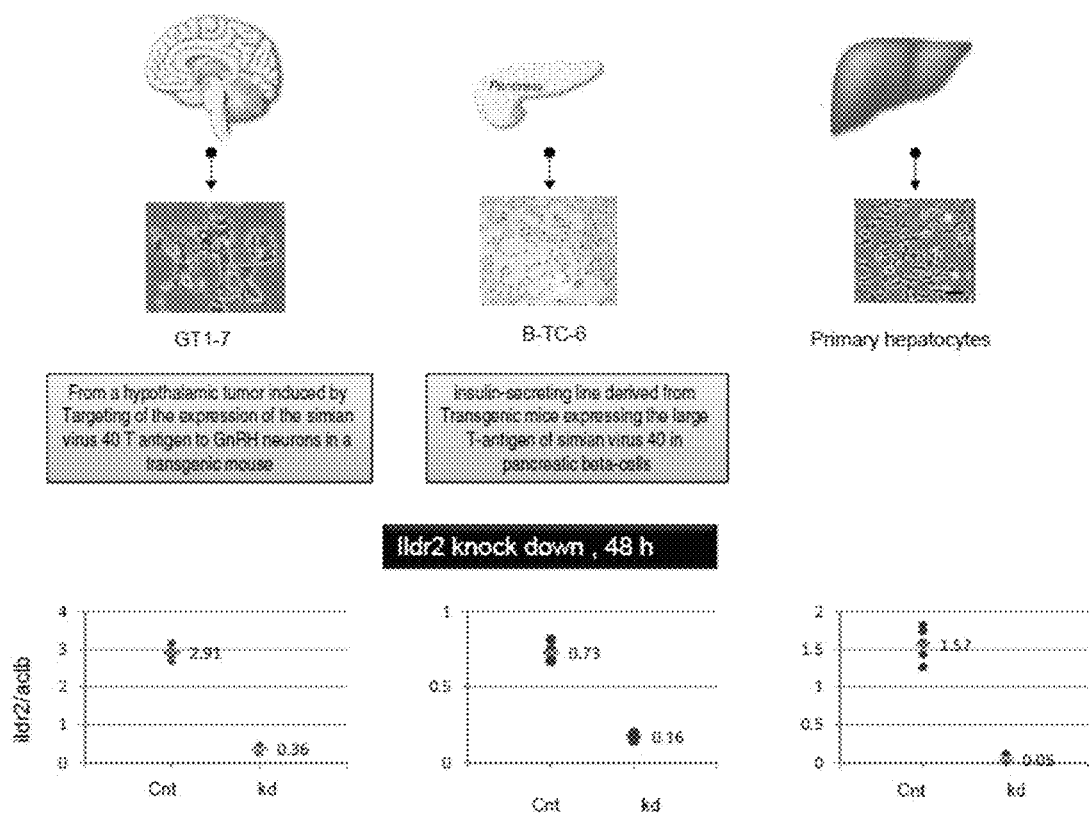 Pancreas
GT1-7
B-TC-6
Primary hepatocytes
From a hypothalamic tumor induced by
Targeting of the expression of the simian
virus 40 T antigen to GnRH neurons in a
transgenic mouse
insulin-secreting line derived from
Transgenic mice expressing the large
T-antigen of simian virus 40 in
pancreatic beta-cells
Ildr2 knock down , 48 h
ildr2/actb
4
3
2
1
0
2.91
0.36
Cnt kd
1
0.5
0
0.73
0.16
Cnt kd
2
1.5
1
0.5
0
1.57
0.05
Cnt kd